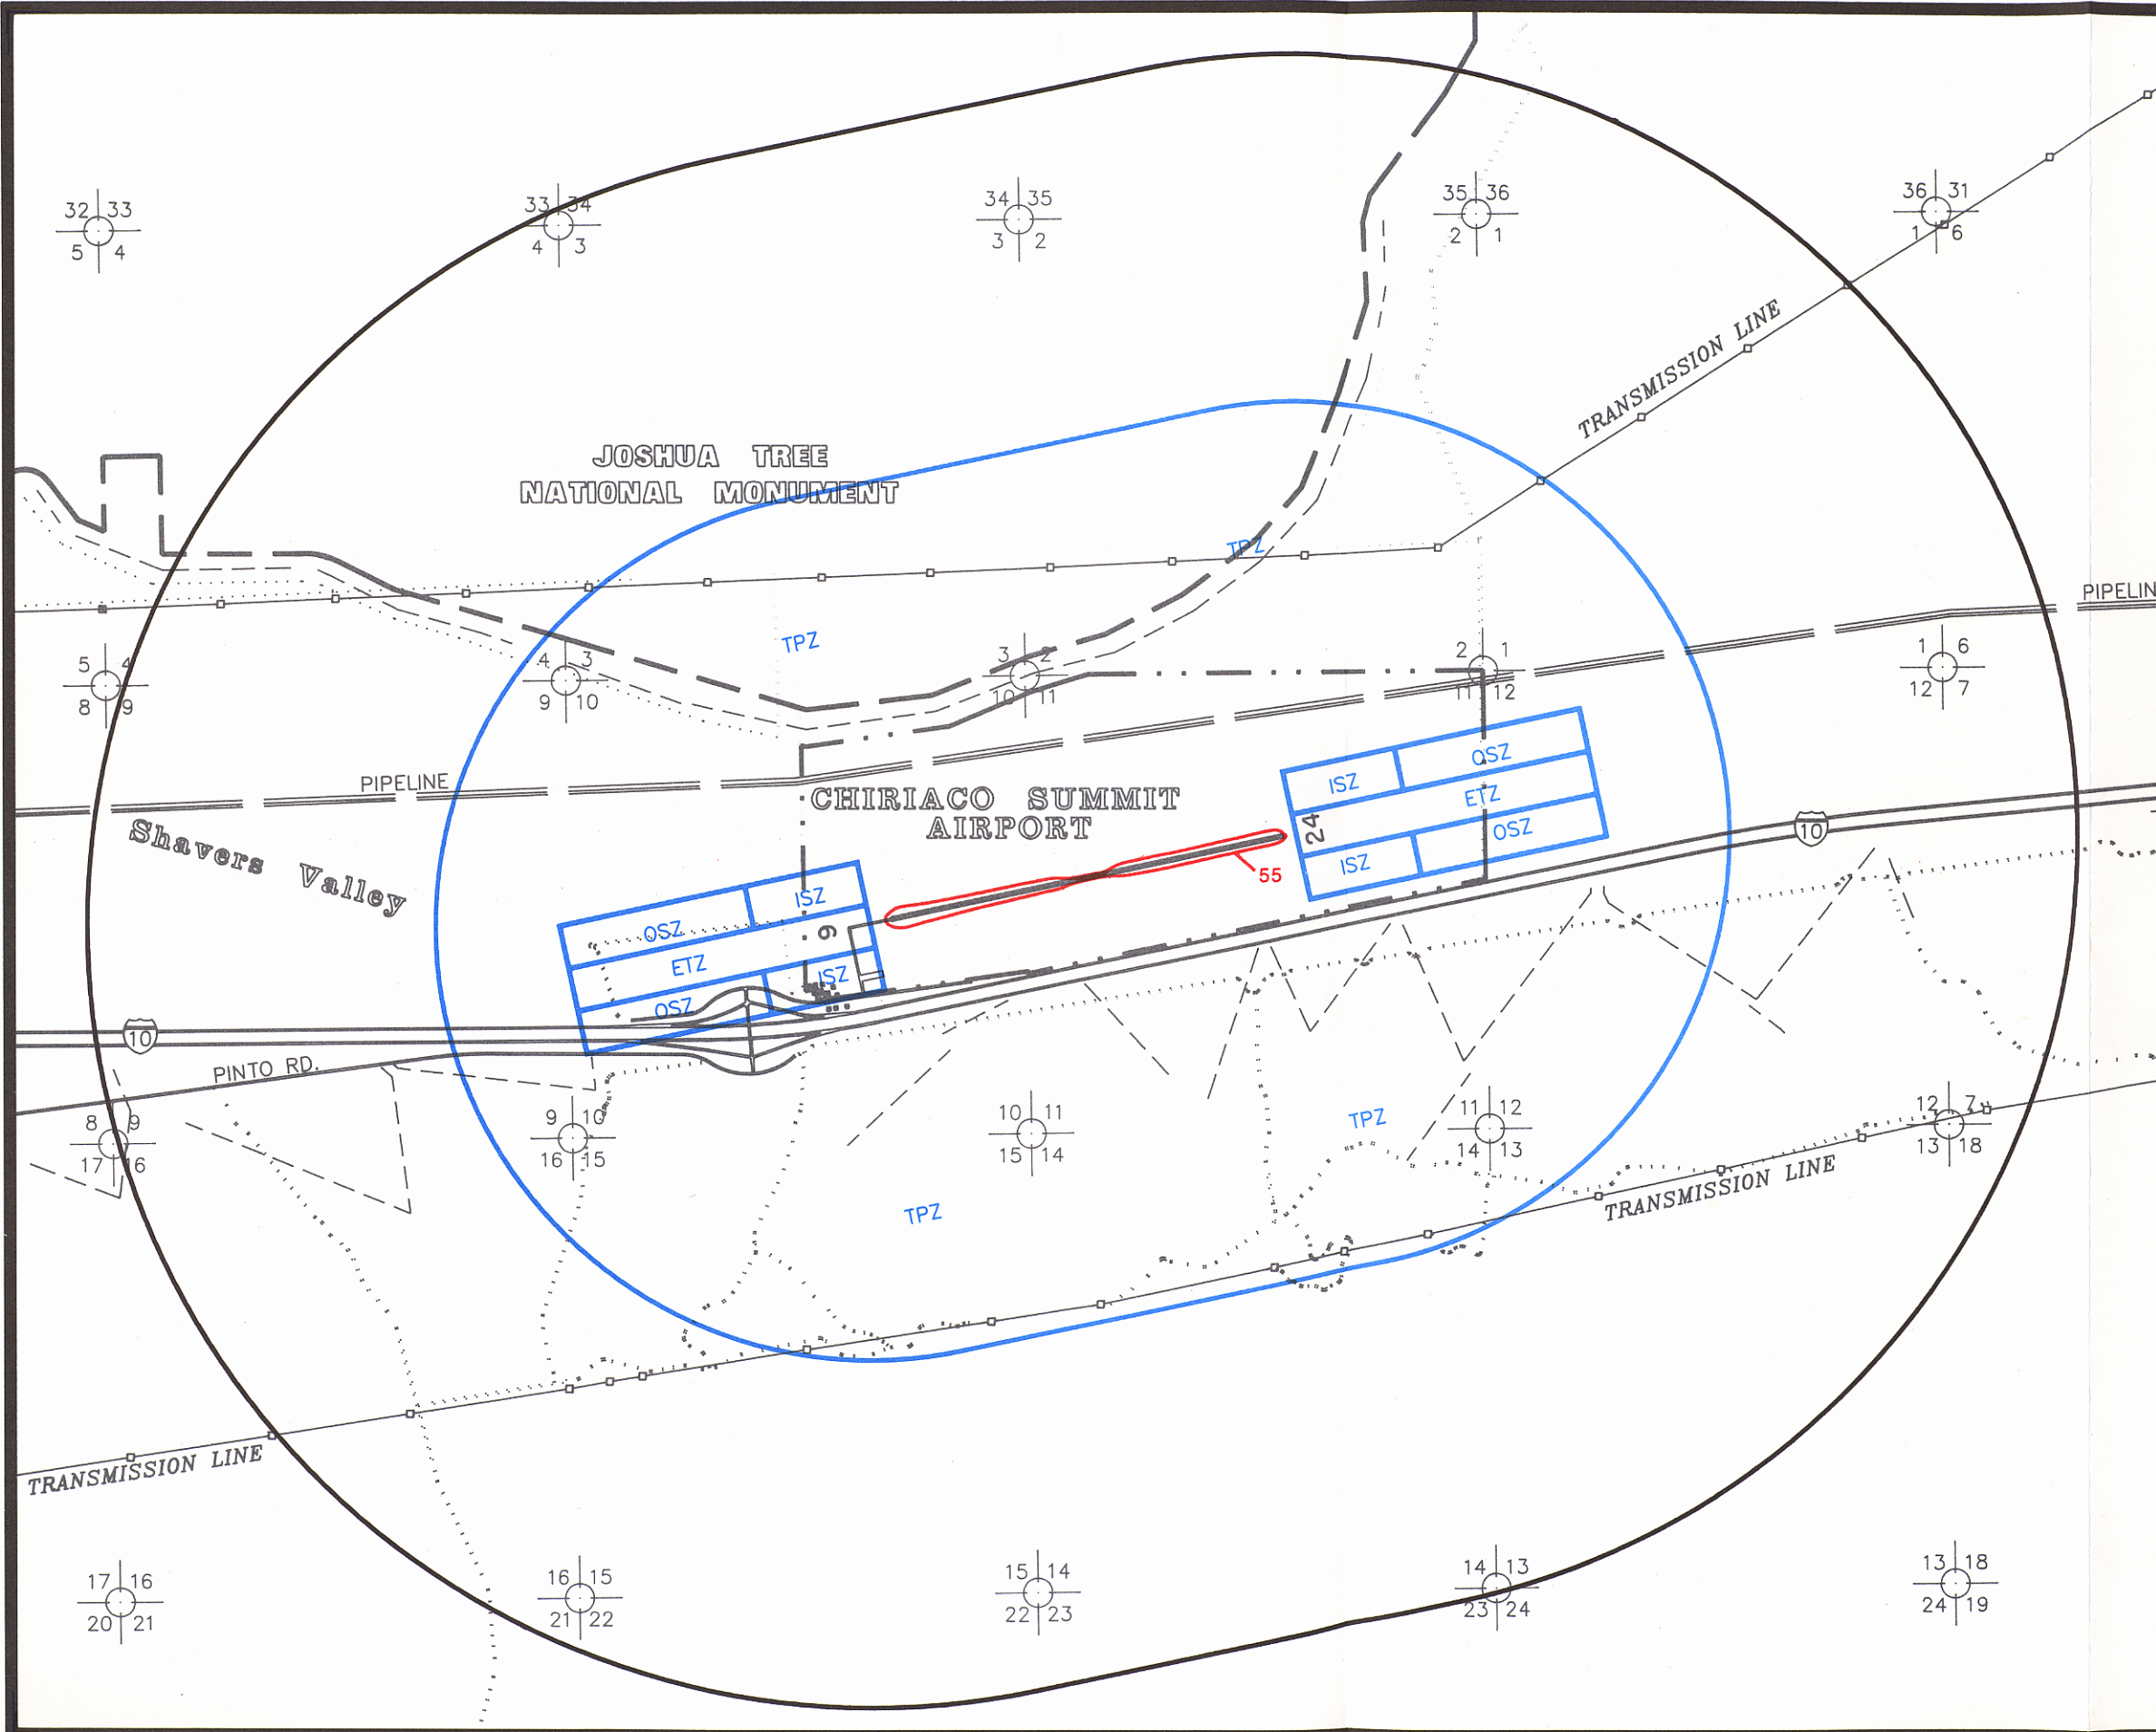 32 33
5 4
33 34
4 3
34 35
3 2
35 36
2 1
36 31
1 6
TRANSMISSION LINE
JOSHUA TREE
NATIONAL MONUMENT
TPZ
TPZ
PIPELIN
5 4
8 9
4 3
9 10
3 2
10 11
2 1
11 12
1 6
12 7
PIPELINE
CHIRIACO SUMMIT
AIRPORT
Shavers Valley
ISZ
OSZ
ETZ
24
ISZ
OSZ
55
10
OSZ
ISZ
ETZ
6
OSZ
ISZ
10
PINTO RD.
8 9
17 16
9 10
16 15
10 11
15 14
TPZ
11 12
14 13
12 7
13 18
TRANSMISSION LINE
TPZ
TRANSMISSION LINE
17 16
20 21
16 15
21 22
15 14
22 23
14 13
23 24
13 18
24 19